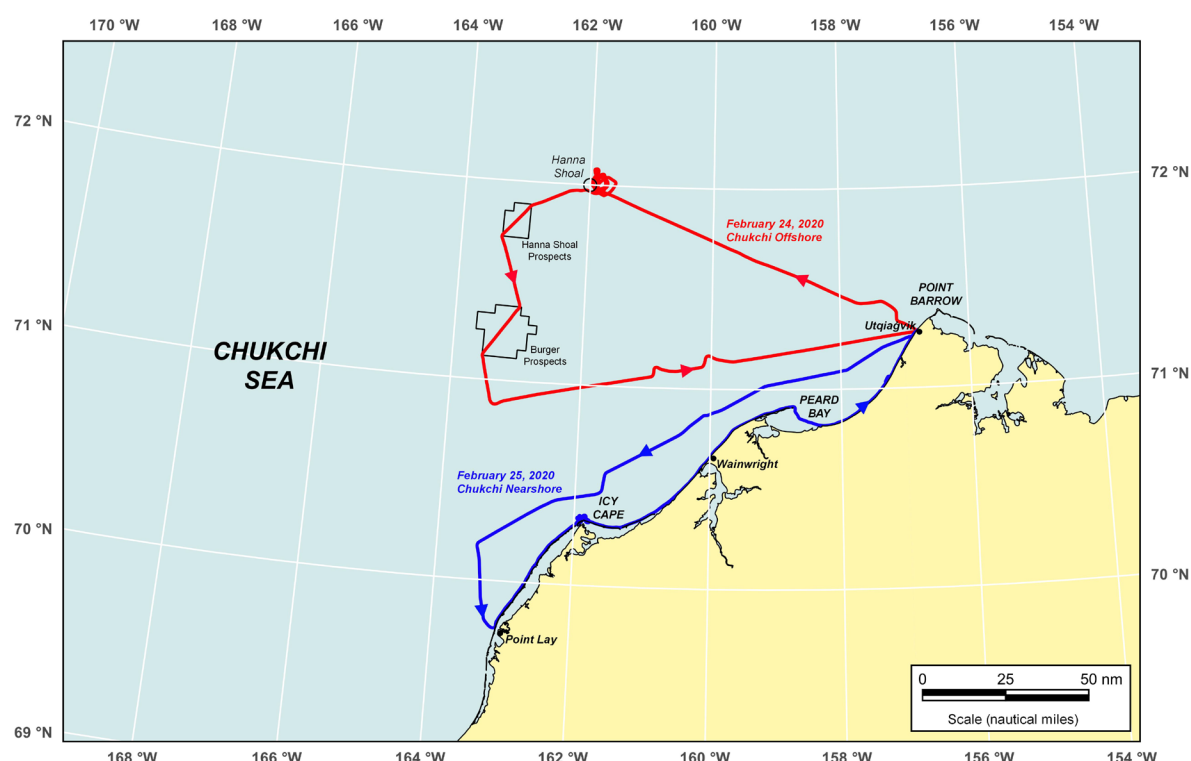 170 °W
168 °W
166 °W
164 °W
162 °W
160 °W
158 °W
156 °W
154 °W
72 °N
72 °N
Hanna
Shoal
February 24, 2020
Chukchi Offshore
Hanna Shoal
Prospects
POINT
BARROW
Utqiagvik
71 °N
CHUKCHI
SEA
Burger
Prospects
71 °N
PEARD
BAY
Wainwright
February 25, 2020
Chukchi Nearshore
ICY
CAPE
70 °N
70 °N
Point Lay
0 25 50 nm
Scale (nautical miles)
69 °N
168 °W
166 °W
164 °W
162 °W
160 °W
158 °W
156 °W
154 °W